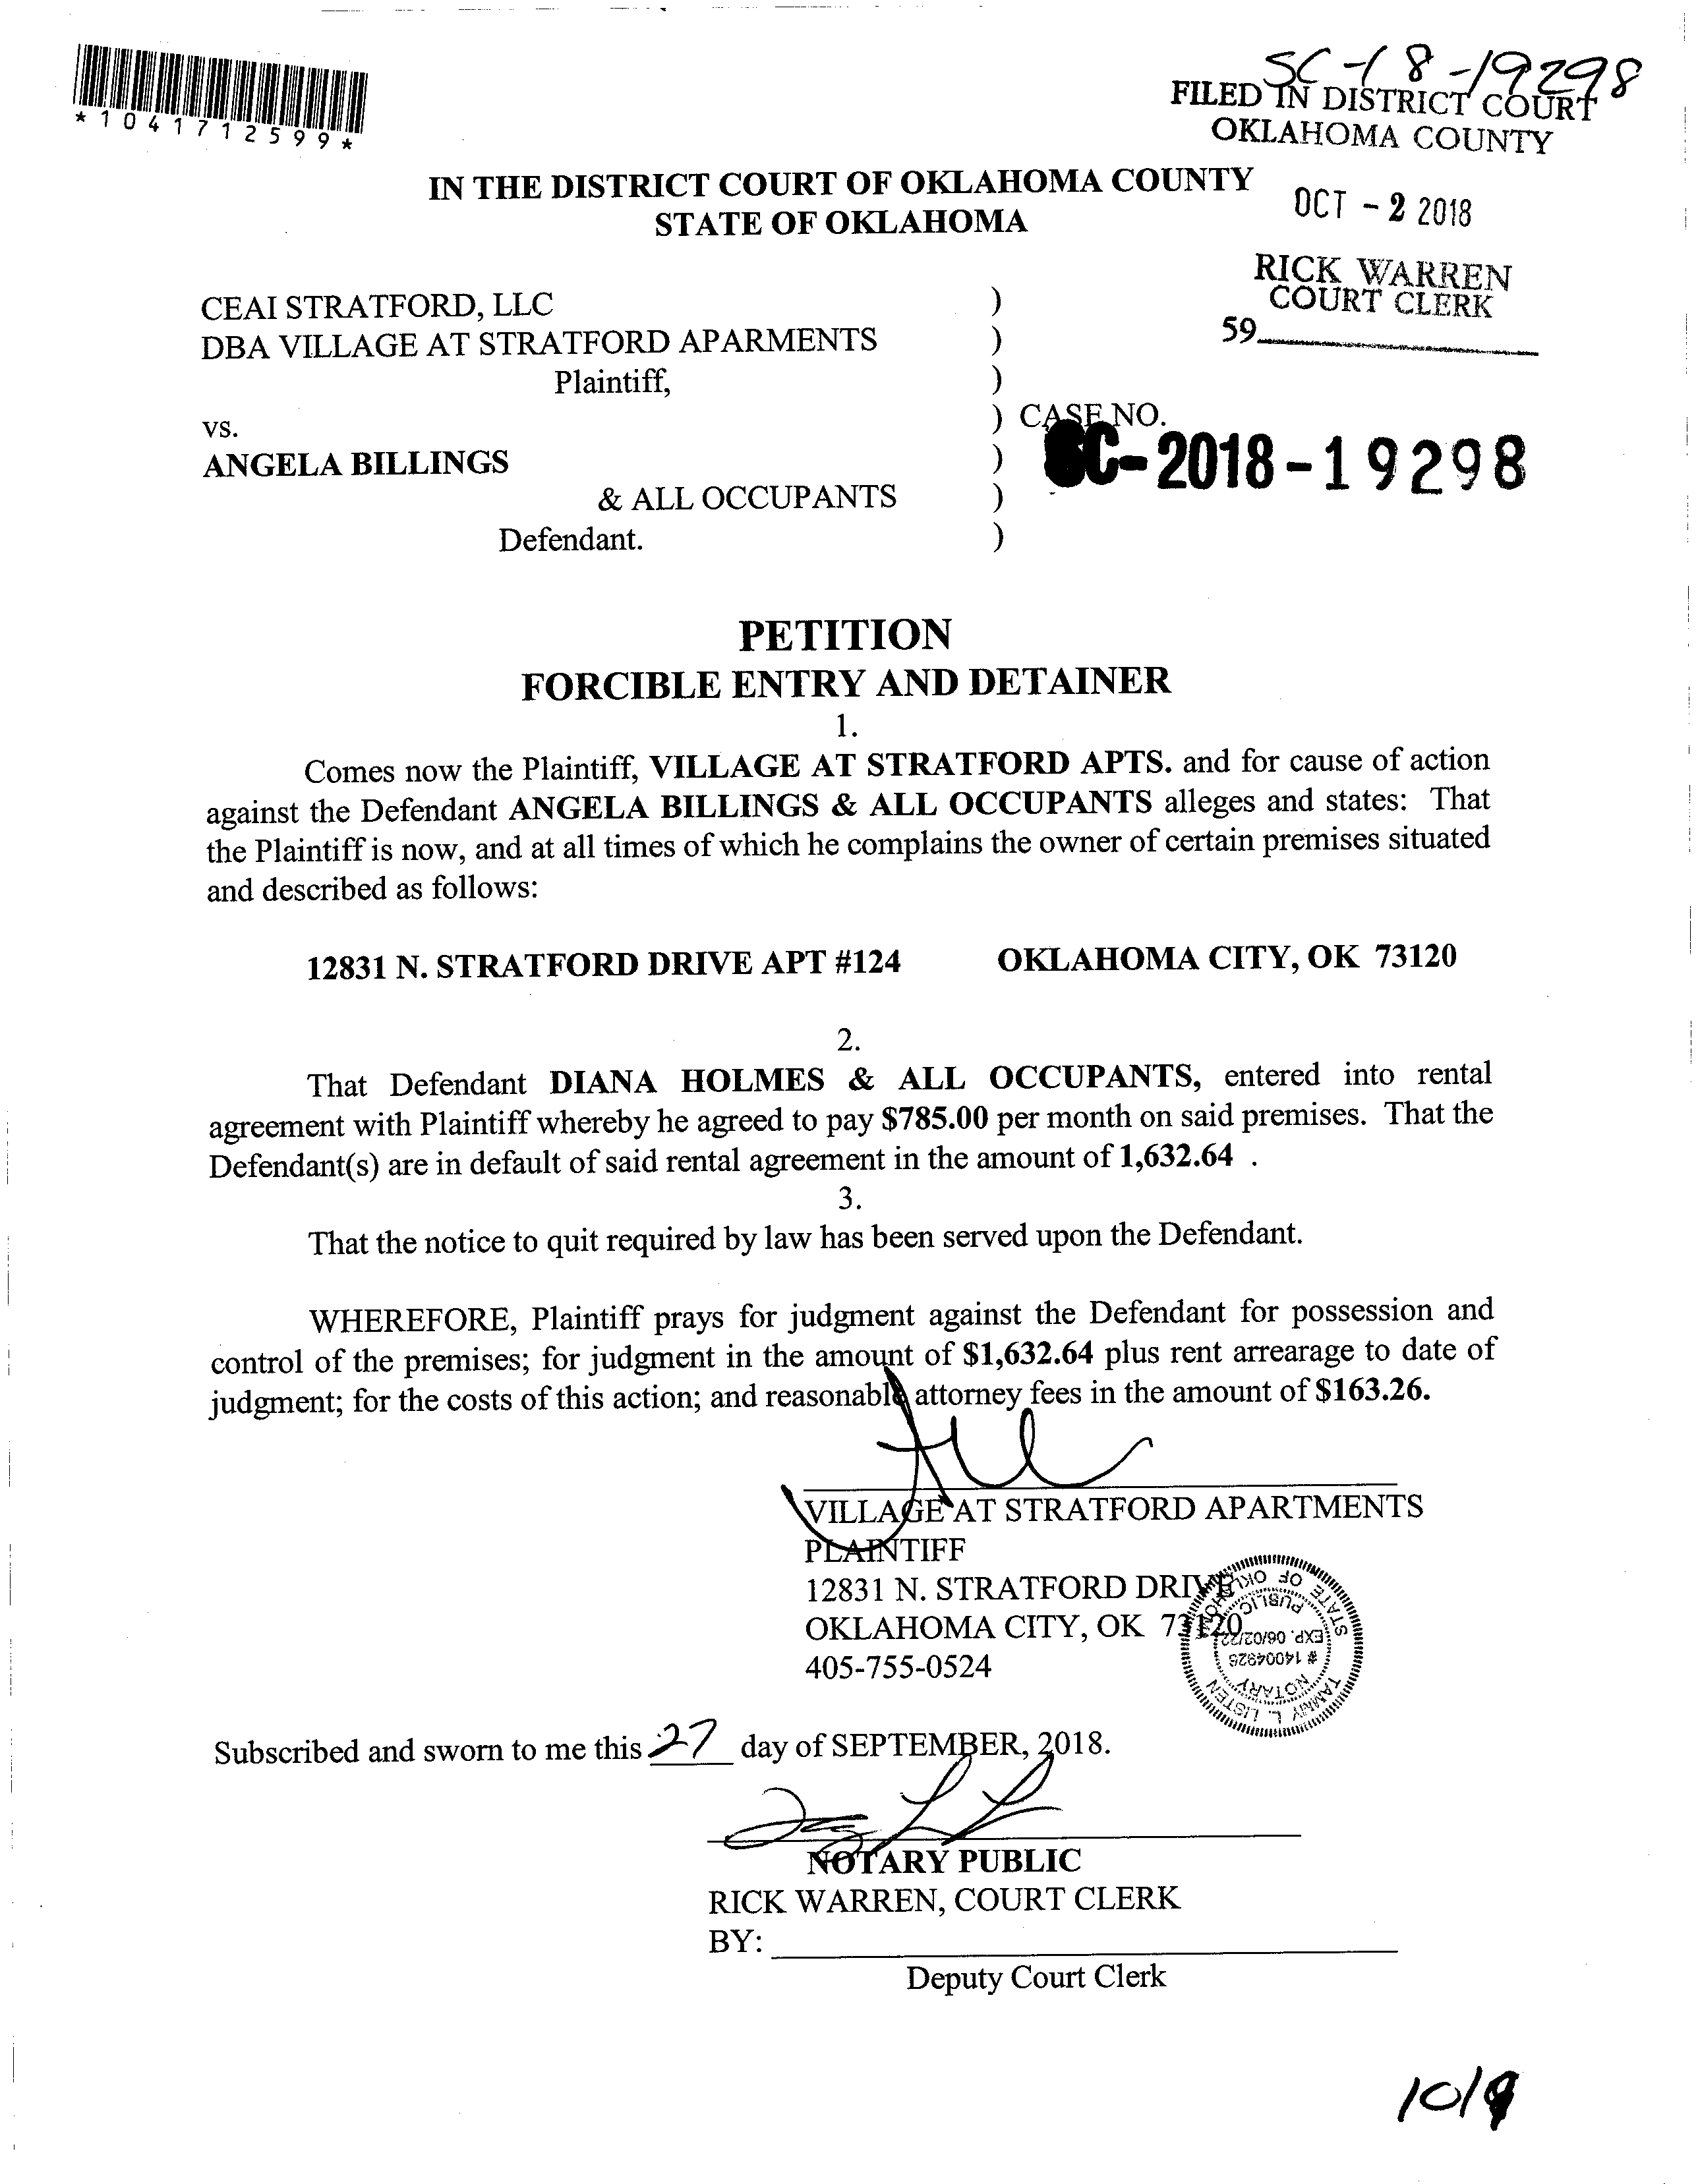 SC-18-19298
FILED IN DISTRICT COURT
OKLAHOMA COUNTY
*1041712599*
IN THE DISTRICT COURT OF OKLAHOMA COUNTY
STATE OF OKLAHOMA
OCT - 2 2018
RICK WARREN
COURT CLERK
59
CEAI STRATFORD, LLC )
DBA VILLAGE AT STRATFORD APARMENTS )
Plaintiff, )
vs. ) CASE NO.
ANGELA BILLINGS ) SC-2018-19298
& ALL OCCUPANTS )
Defendant. )
PETITION
FORCIBLE ENTRY AND DETAINER
1.
Comes now the Plaintiff, VILLAGE AT STRATFORD APTS. and for cause of action
against the Defendant ANGELA BILLINGS & ALL OCCUPANTS alleges and states: That
the Plaintiff is now, and at all times of which he complains the owner of certain premises situated
and described as follows:
12831 N. STRATFORD DRIVE APT #124 OKLAHOMA CITY, OK 73120
2.
That Defendant DIANA HOLMES & ALL OCCUPANTS, entered into rental
agreement with Plaintiff whereby he agreed to pay $785.00 per month on said premises. That the
Defendant(s) are in default of said rental agreement in the amount of 1,632.64 .
3.
That the notice to quit required by law has been served upon the Defendant.
WHEREFORE, Plaintiff prays for judgment against the Defendant for possession and
control of the premises; for judgment in the amount of $1,632.64 plus rent arrearage to date of
judgment; for the costs of this action; and reasonable attorney fees in the amount of $163.26.
VILLAGE AT STRATFORD APARTMENTS
PLAINTIFF
12831 N. STRATFORD DRIVE
OKLAHOMA CITY, OK 73120
405-755-0524
TAMMY L. LISTEN
NOTARY
# 14004926
EXP. 06/02/22
PUBLIC
STATE OF OKLAHOMA
Subscribed and sworn to me this 27 day of SEPTEMBER, 2018.
NOTARY PUBLIC
RICK WARREN, COURT CLERK
BY:
Deputy Court Clerk
10/9